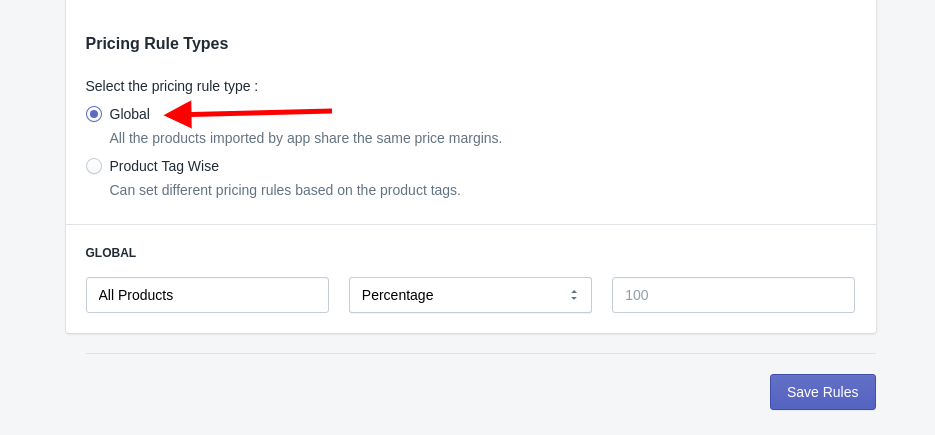 Pricing Rule Types
Select the pricing rule type :
Global
All the products imported by app share the same price margins.
Product Tag Wise
Can set different pricing rules based on the product tags.
GLOBAL
All Products
Percentage
100
Save Rules